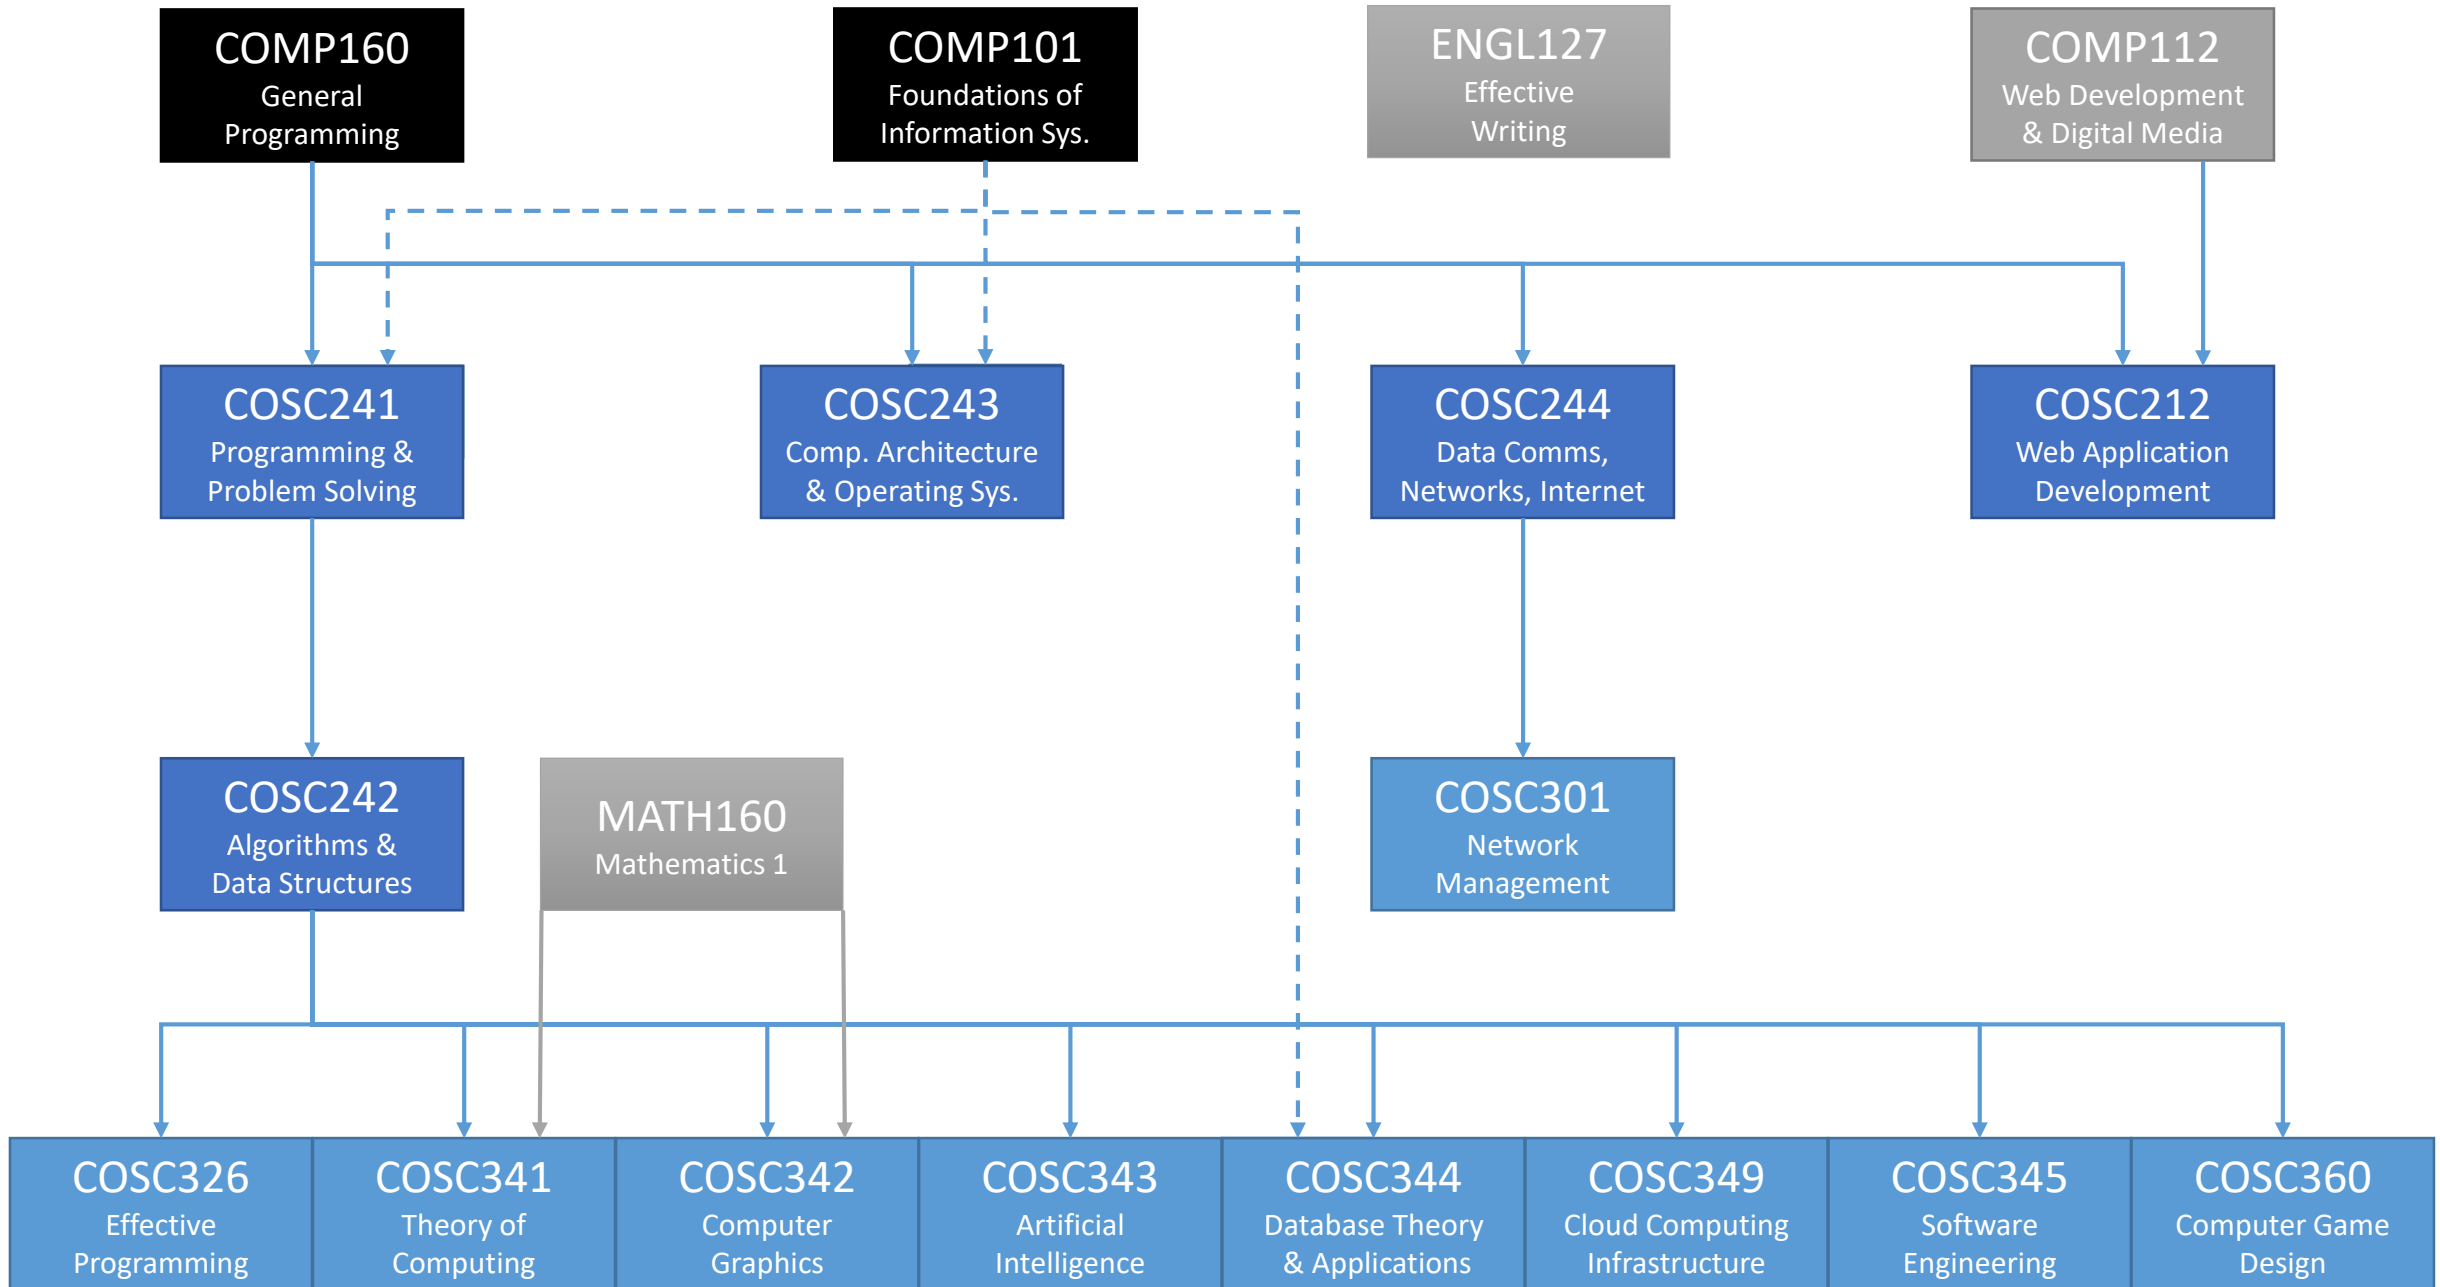 COMP160
General
Programming
COMP101
Foundations of
Information Sys.
ENGL127
Effective
Writing
COMP112
Web Development
& Digital Media
COSC241
Programming &
Problem Solving
COSC243
Comp. Architecture
& Operating Sys.
COSC244
Data Comms,
Networks, Internet
COSC212
Web Application
Development
COSC242
Algorithms &
Data Structures
MATH160
Mathematics 1
COSC301
Network
Management
COSC326
Effective
Programming
COSC341
Theory of
Computing
COSC342
Computer
Graphics
COSC343
Artificial
Intelligence
COSC344
Database Theory
& Applications
COSC349
Cloud Computing
Infrastructure
COSC345
Software
Engineering
COSC360
Computer Game
Design